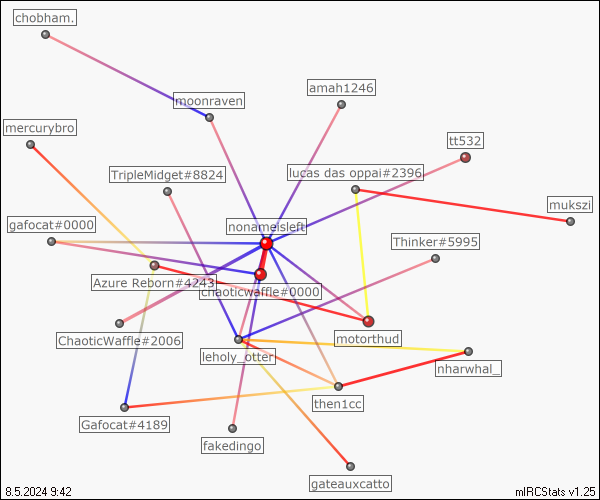 chobham.
moonraven
amah1246
mercurybro
tt532
TripleMidget#8824
lucas das oppai#2396
mukszi
gafocat#0000
nonameisleft
Thinker#5995
Azure Reborn#4243
chaoticwaffle#0000
ChaoticWaffle#2006
motorthud
leholy_otter
nharwhal_
then1cc
Gafocat#4189
fakedingo
gateauxcatto
8.5.2024 9:42
mIRCStats v1.25